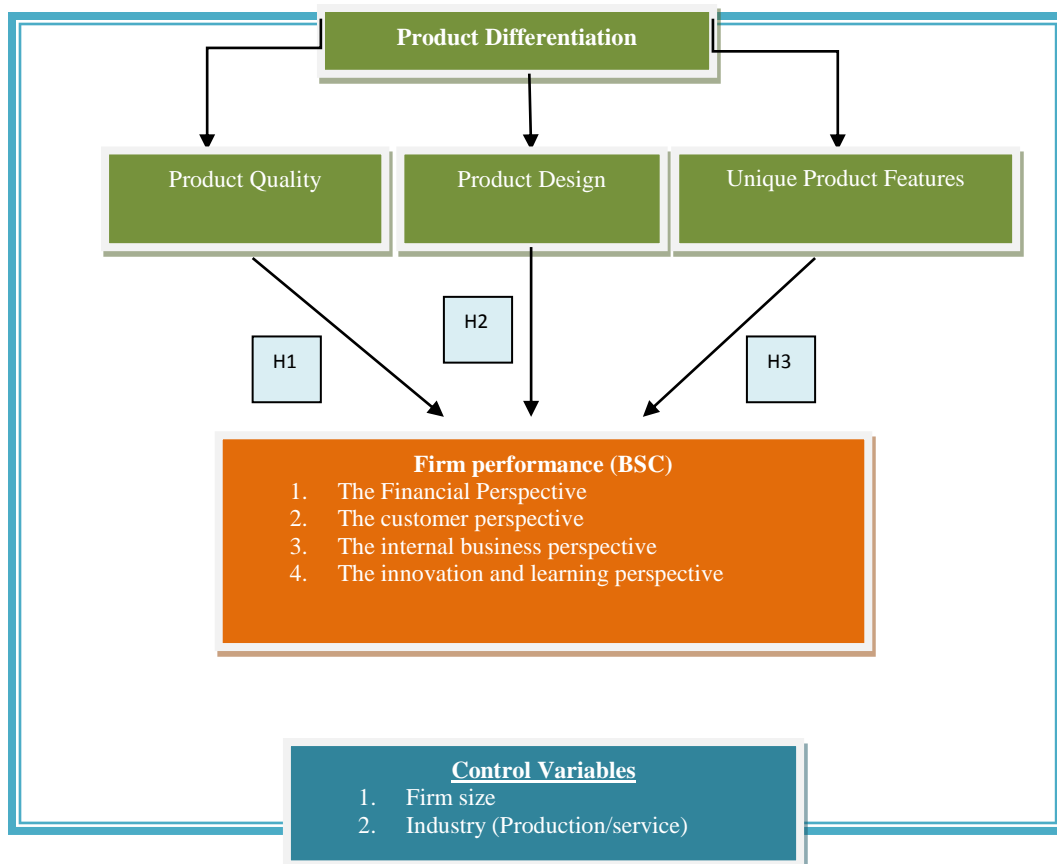 Product Differentiation
Product Quality
Product Design
Unique Product Features
H1
H2
H3
Firm performance (BSC)
1. The Financial Perspective
2. The customer perspective
3. The internal business perspective
4. The innovation and learning perspective
Control Variables
1. Firm size
2. Industry (Production/service)